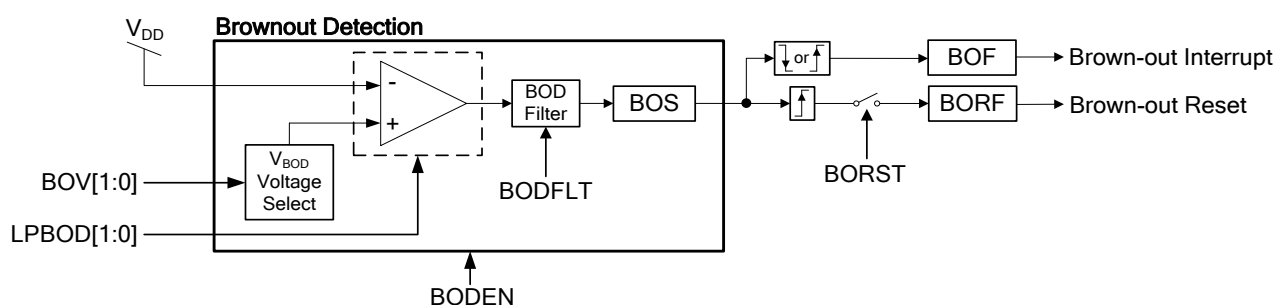 Brownout Detection
VDD
or
BOF
Brown-out Interrupt
-
BOD
Filter
BOS
BORF
Brown-out Reset
+
VBOD
Voltage
Select
BOV[1:0]
BODFLT
BORST
LPBOD[1:0]
BODEN